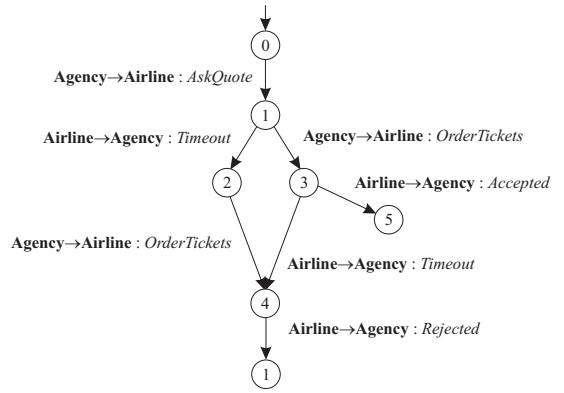 0
Agency→Airline : AskQuote
1
Airline→Agency : Timeout
Agency→Airline : OrderTickets
2
3
Airline→Agency : Accepted
5
Agency→Airline : OrderTickets
Airline→Agency : Timeout
4
Airline→Agency : Rejected
1